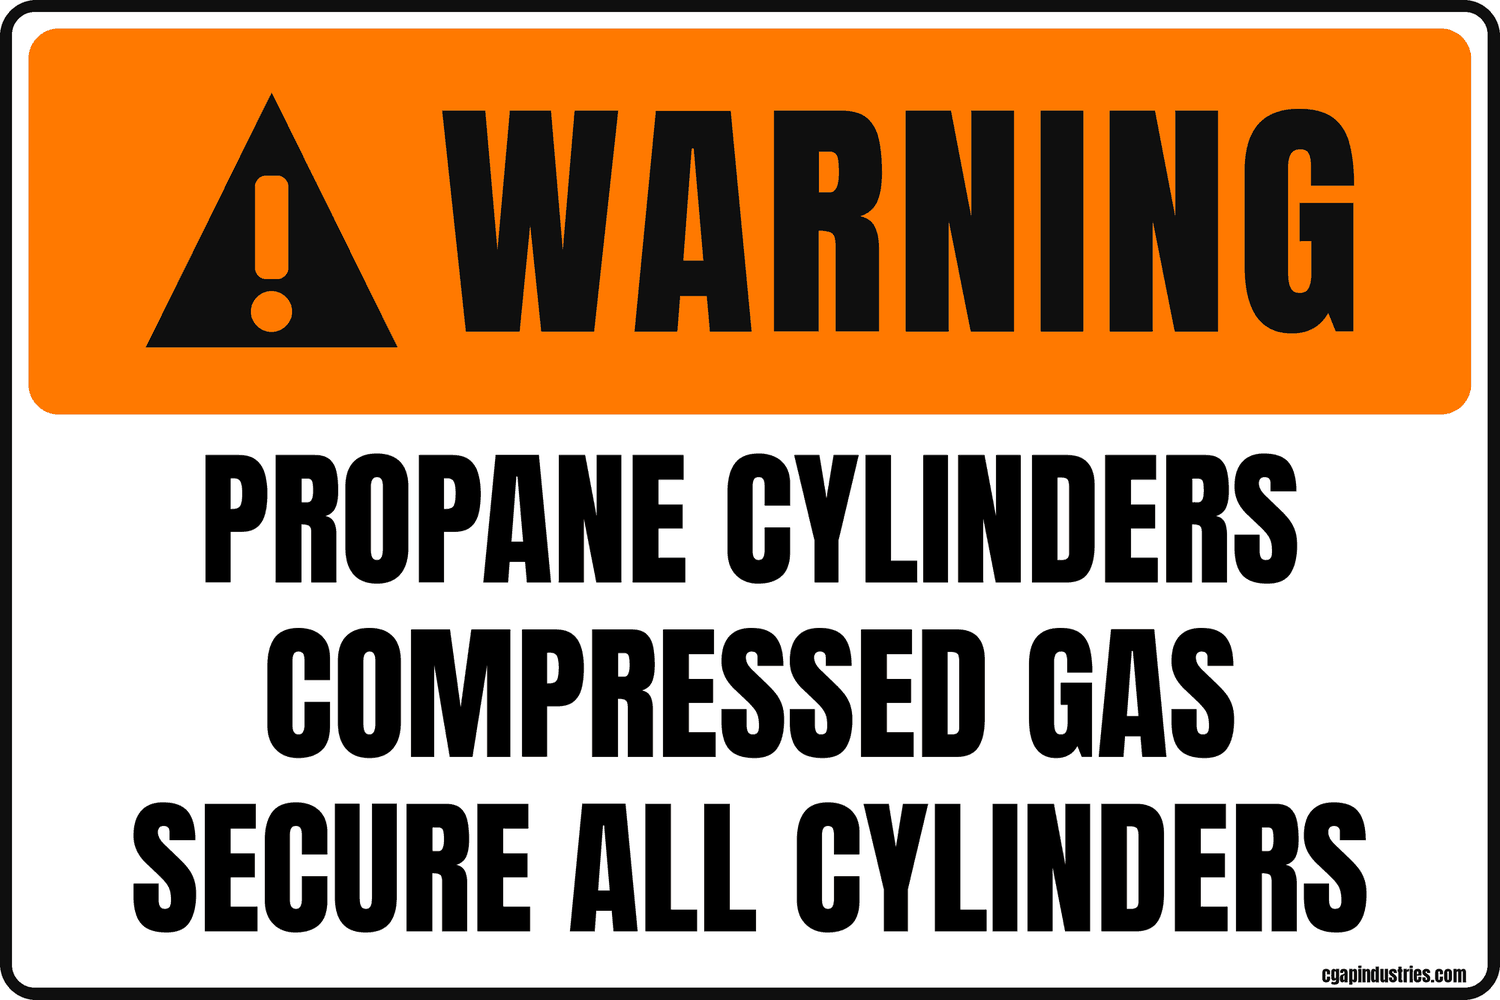 WARNING
PROPANE CYLINDERS
COMPRESSED GAS
SECURE ALL CYLINDERS
cgapindustries.com